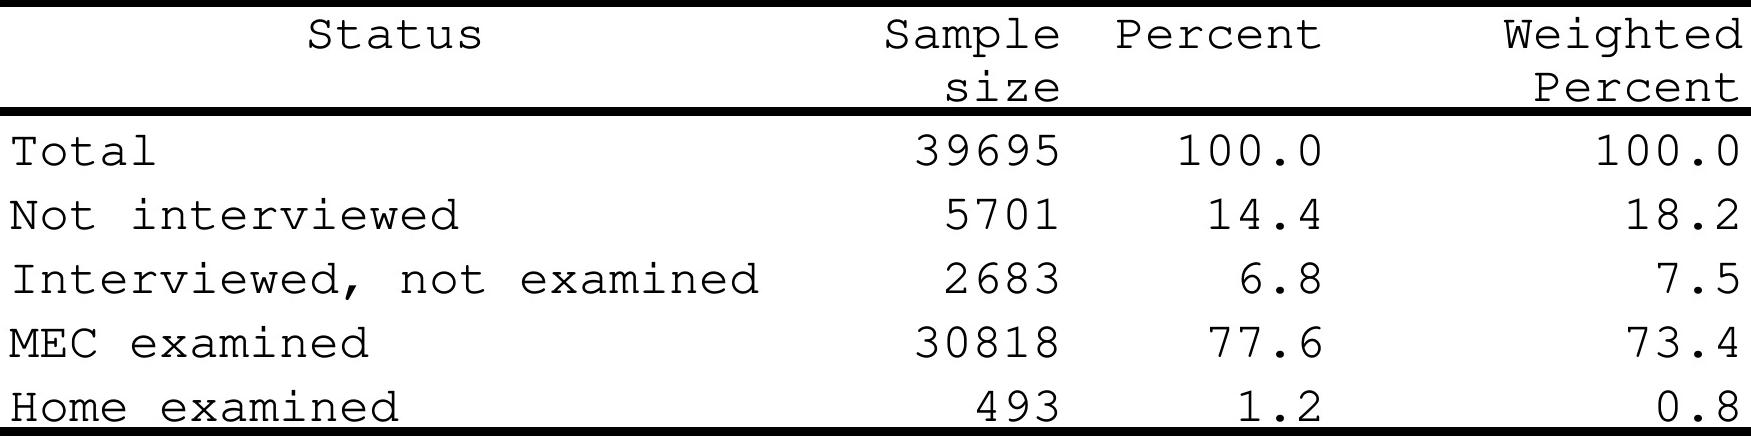 Status Sample Percent Weighted
size Percent
Total 39695 100.0 100.0
Not interviewed 5701 14.4 18.2
Interviewed, not examined 2683 6.8 7.5
MEC examined 30818 77.6 73.4
Home examined 493 1.2 0.8